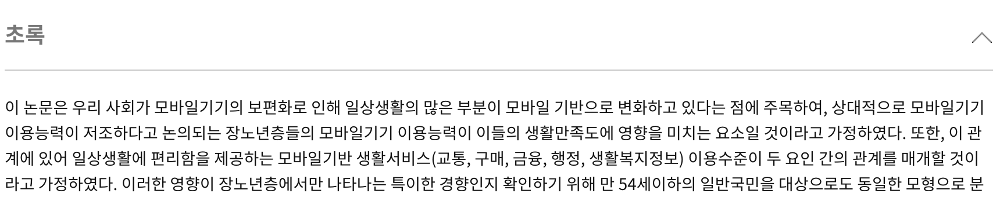 초록
이 논문은 우리 사회가 모바일기기의 보편화로 인해 일상생활의 많은 부분이 모바일 기반으로 변화하고 있다는 점에 주목하여, 상대적으로 모바일기기
이용능력이 저조하다고 논의되는 장노년층들의 모바일기기 이용능력이 이들의 생활만족도에 영향을 미치는 요소일 것이라고 가정하였다. 또한, 이 관
계에 있어 일상생활에 편리함을 제공하는 모바일기반 생활서비스(교통, 구매, 금융, 행정, 생활복지정보) 이용수준이 두 요인 간의 관계를 매개할 것이
라고 가정하였다. 이러한 영향이 장노년층에서만 나타나는 특이한 경향인지 확인하기 위해 만 54세이하의 일반국민을 대상으로도 동일한 모형으로 분